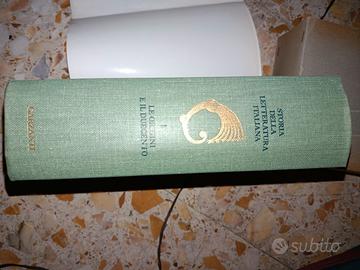 STORIA
DELLA
LETTERATURA
ITALIANA
I
LE ORIGINI
E IL DUECENTO
GARZANTI
subito